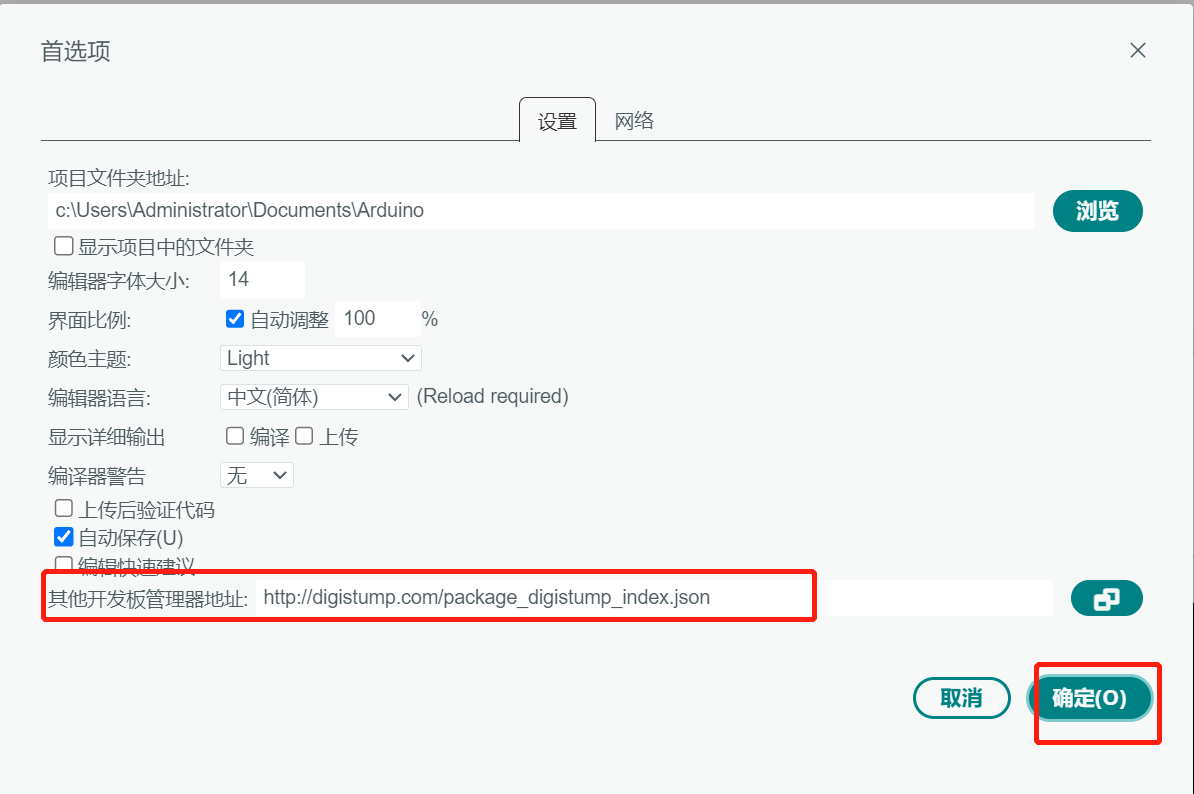 首选项
设置 网络
项目文件夹地址:
c:\Users\Administrator\Documents\Arduino 浏览
显示项目中的文件夹
编辑器字体大小: 14
界面比例: 自动调整 100 %
颜色主题: Light
编辑器语言: 中文(简体) (Reload required)
显示详细输出 编译 上传
编译器警告 无
上传后验证代码
自动保存(U)
编辑快速建议
其他开发板管理器地址: http://digistump.com/package_digistump_index.json
取消 确定(O)